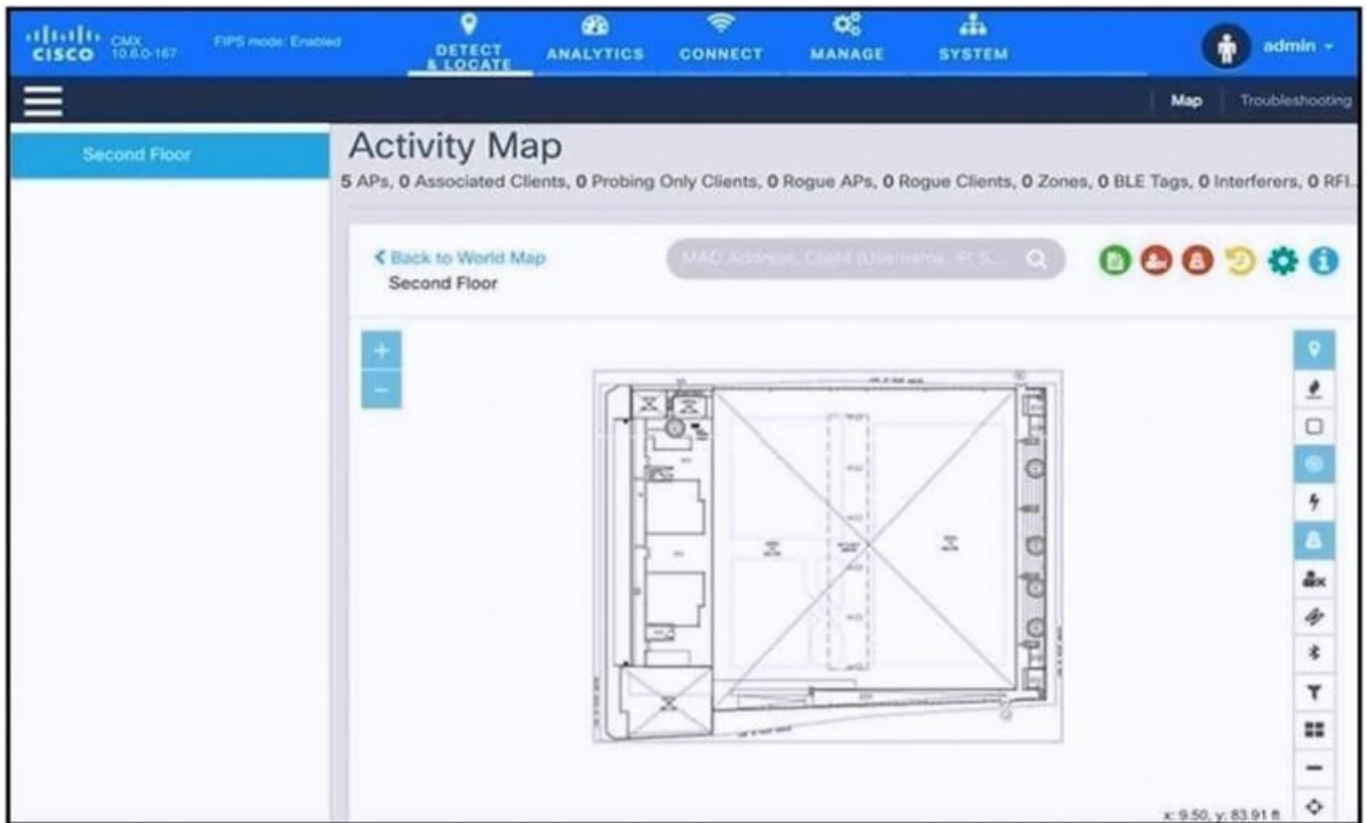 CISCO
CMX
10.6.0-167
FIPS mode: Enabled
DETECT
& LOCATE
ANALYTICS
CONNECT
MANAGE
SYSTEM
admin
Map
Troubleshooting
Second Floor
Activity Map
5 APs, 0 Associated Clients, 0 Probing Only Clients, 0 Rogue APs, 0 Rogue Clients, 0 Zones, 0 BLE Tags, 0 Interferers, 0 RFI..
Back to World Map
MAC Address, Client (Username, IP, S...
Second Floor
x: 9.50, y: 83.91 ft